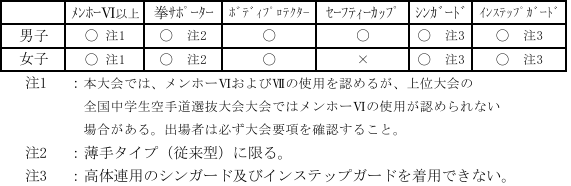 ﾒﾝﾎｰⅥ以上 拳ｻﾎﾟｰﾀｰ ﾎﾞﾃﾞｨﾌﾟﾛﾃｸﾀｰ ｾｰﾌﾃｨｰｶｯﾌﾟ ｼﾝｶﾞｰﾄﾞ ｲﾝｽﾃｯﾌﾟｶﾞｰﾄﾞ
男子 ○ 注1 ○ 注2 ○ ○ ○ 注3 ○ 注3
女子 ○ 注1 ○ 注2 ○ × ○ 注3 ○ 注3
注1 ：本大会では、メンホーⅥおよびⅦの使用を認めるが、上位大会の
全国中学生空手道選抜大会大会ではメンホーⅥの使用が認められない
場合がある。出場者は必ず大会要項を確認すること。
注2 ：薄手タイプ（従来型）に限る。
注3 ：高体連用のシンガード及びインステップガードを着用できない。